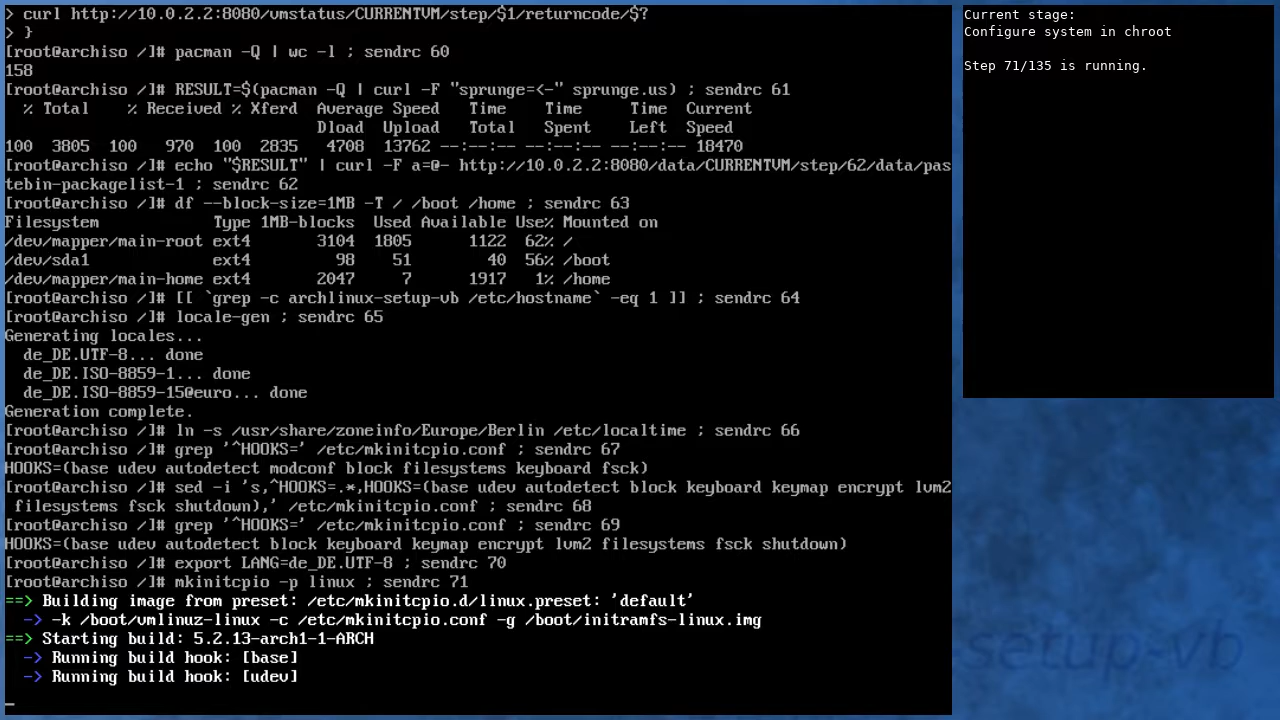 > curl http://10.0.2.2:8080/vmstatus/CURRENTVM/step/$1/returncode/$?
> }
[root@archiso /]# pacman -Q | wc -l ; sendrc 60
158
[root@archiso /]# RESULT=$(pacman -Q | curl -F "sprunge=<-" sprunge.us) ; sendrc 61
  % Total    % Received % Xferd  Average Speed   Time    Time     Time  Current
                                 Dload  Upload   Total   Spent    Left  Speed
100  3805  100   970  100  2835   4708  13762 --:--:-- --:--:-- --:--:-- 18470
[root@archiso /]# echo "$RESULT" | curl -F a=@- http://10.0.2.2:8080/data/CURRENTVM/step/62/data/pas
tebin-packagelist-1 ; sendrc 62
[root@archiso /]# df --block-size=1MB -T / /boot /home ; sendrc 63
Filesystem            Type 1MB-blocks  Used Available Use% Mounted on
/dev/mapper/main-root ext4       3104  1805      1122  62% /
/dev/sda1             ext4         98    51        40  56% /boot
/dev/mapper/main-home ext4       2047     7      1917   1% /home
[root@archiso /]# [[ `grep -c archlinux-setup-vb /etc/hostname` -eq 1 ]] ; sendrc 64
[root@archiso /]# locale-gen ; sendrc 65
Generating locales...
  de_DE.UTF-8... done
  de_DE.ISO-8859-1... done
  de_DE.ISO-8859-15@euro... done
Generation complete.
[root@archiso /]# ln -s /usr/share/zoneinfo/Europe/Berlin /etc/localtime ; sendrc 66
[root@archiso /]# grep '^HOOKS=' /etc/mkinitcpio.conf ; sendrc 67
HOOKS=(base udev autodetect modconf block filesystems keyboard fsck)
[root@archiso /]# sed -i 's,^HOOKS=.*,HOOKS=(base udev autodetect block keyboard keymap encrypt lvm2
 filesystems fsck shutdown),' /etc/mkinitcpio.conf ; sendrc 68
[root@archiso /]# grep '^HOOKS=' /etc/mkinitcpio.conf ; sendrc 69
HOOKS=(base udev autodetect block keyboard keymap encrypt lvm2 filesystems fsck shutdown)
[root@archiso /]# export LANG=de_DE.UTF-8 ; sendrc 70
[root@archiso /]# mkinitcpio -p linux ; sendrc 71
==> Building image from preset: /etc/mkinitcpio.d/linux.preset: 'default'
  -> -k /boot/vmlinuz-linux -c /etc/mkinitcpio.conf -g /boot/initramfs-linux.img
==> Starting build: 5.2.13-arch1-1-ARCH
  -> Running build hook: [base]
  -> Running build hook: [udev]
_
Current stage:
Configure system in chroot
Step 71/135 is running.
setup-vb